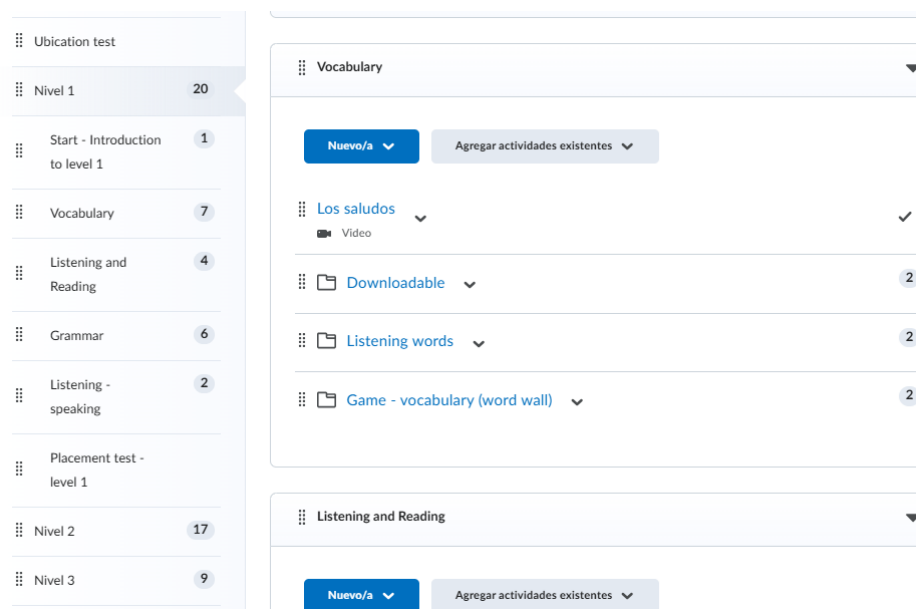 Ubication test
Nivel 1
20
Start - Introduction
to level 1
1
Vocabulary
7
Listening and
Reading
4
Grammar
6
Listening -
speaking
2
Placement test -
level 1
Nivel 2
17
Nivel 3
9
Vocabulary
Nuevo/a
Agregar actividades existentes
Los saludos
Video
Downloadable
2
Listening words
2
Game - vocabulary (word wall)
2
Listening and Reading
Nuevo/a
Agregar actividades existentes